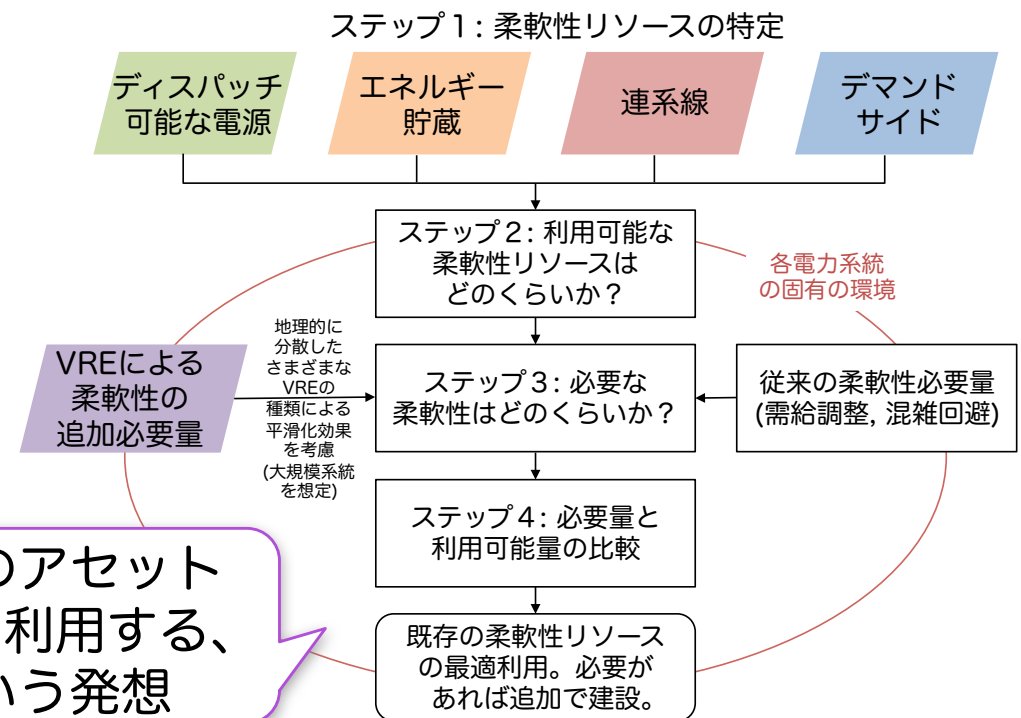 ステップ1: 柔軟性リソースの特定
ディスパッチ
可能な電源
エネルギー
貯蔵
連系線
デマンド
サイド
ステップ2: 利用可能な
柔軟性リソースは
どのくらいか？
各電力系統
の固有の環境
VREによる
柔軟性の
追加必要量
地理的に
分散した
さまざまな
VREの
種類による
平滑化効果
を考慮
(大規模系統
を想定)
ステップ3: 必要な
柔軟性はどのくらいか？
従来の柔軟性必要量
(需給調整, 混雑回避)
ステップ4: 必要量と
利用可能量の比較
のアセット
利用する、
いう発想
既存の柔軟性リソース
の最適利用。必要が
あれば追加で建設。